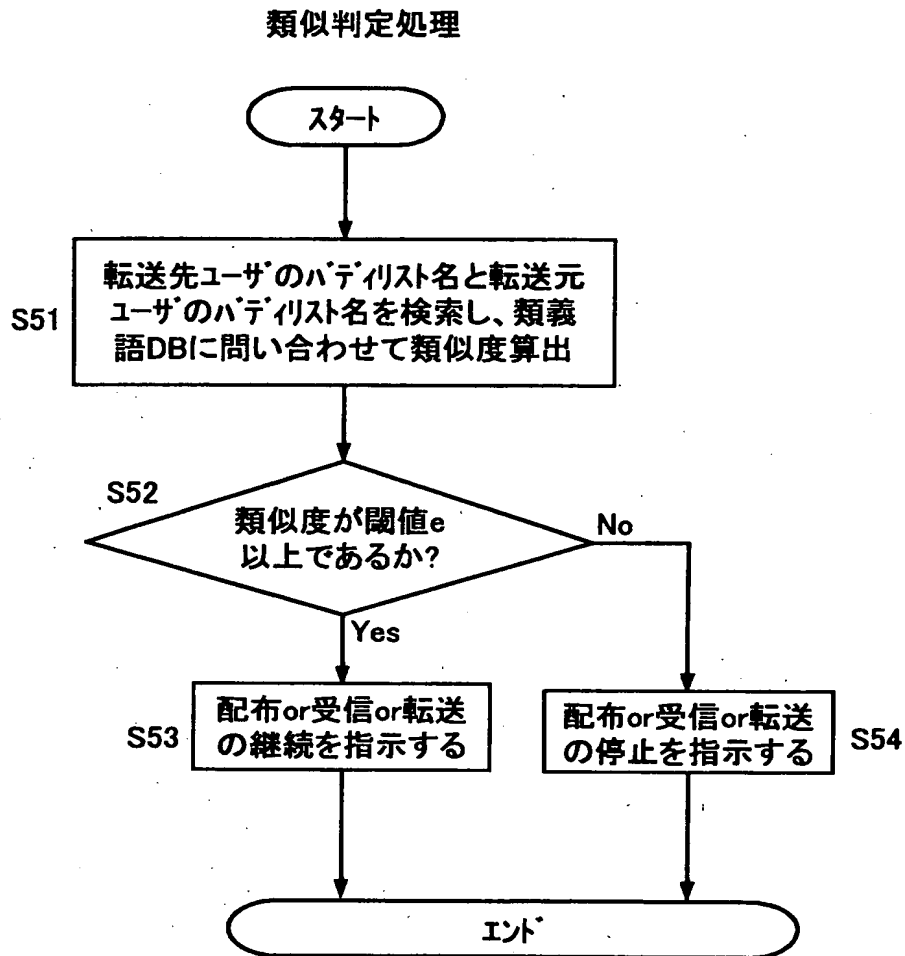 類似判定処理
スタート
転送先ユーザのバディリスト名と転送元
ユーザのバディリスト名を検索し、類義
語DBに問い合わせて類似度算出
S51
S52
類似度が閾値e
以上であるか?
No
Yes
配布or受信or転送
の継続を指示する
S53
配布or受信or転送
の停止を指示する
S54
エンド